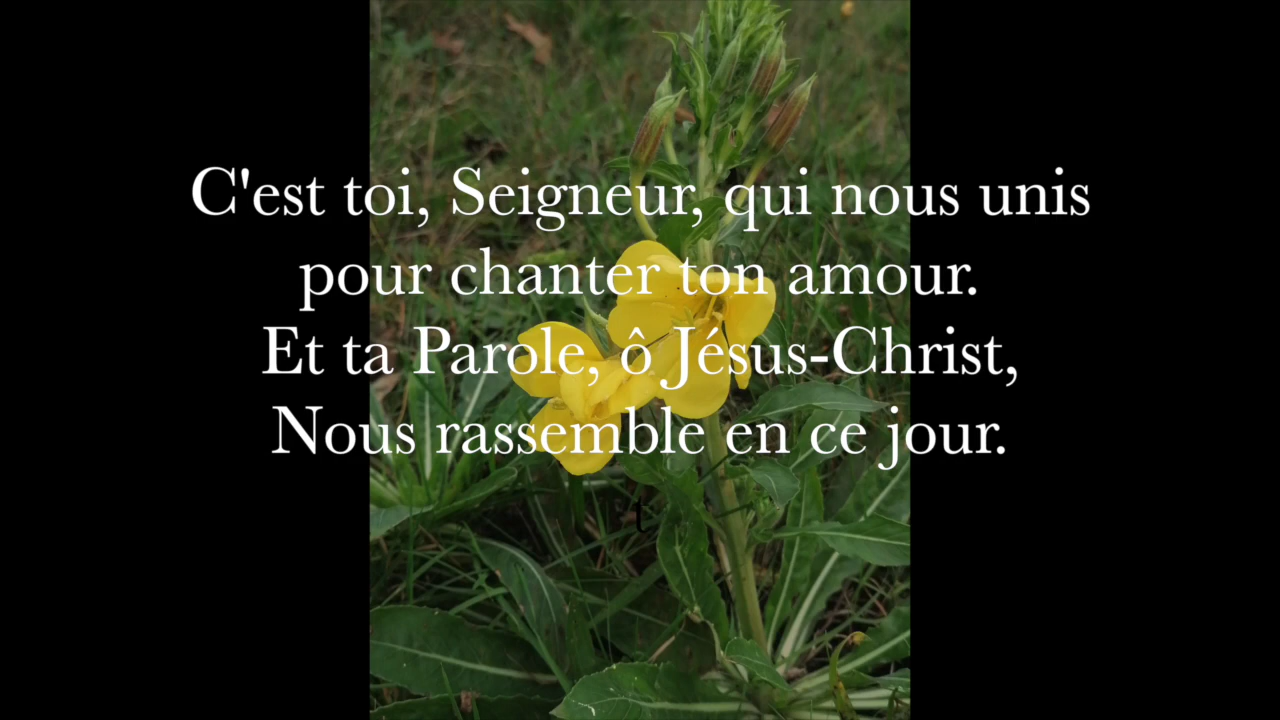 C'est toi, Seigneur, qui nous unis
pour chanter ton amour.
Et ta Parole, ô Jésus-Christ,
Nous rassemble en ce jour.
t